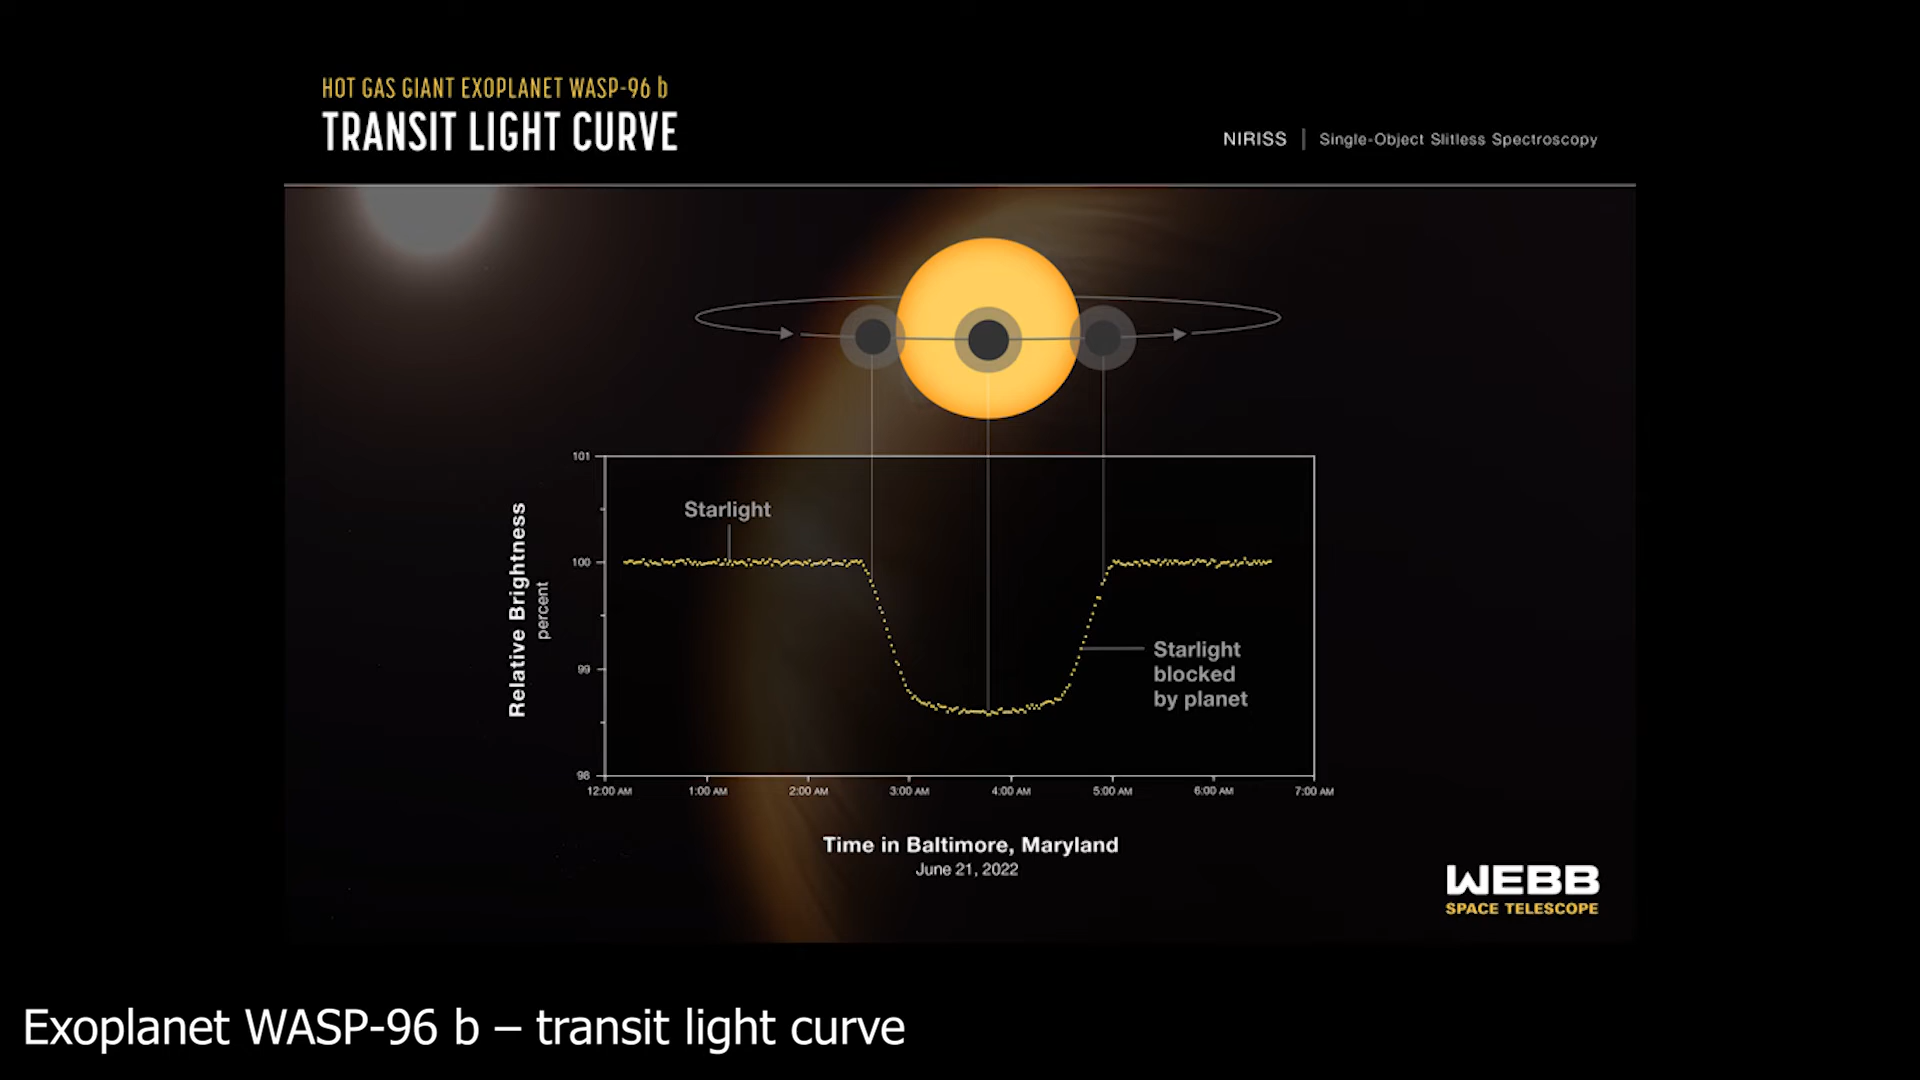 HOT GAS GIANT EXOPLANET WASP-96 b
TRANSIT LIGHT CURVE
NIRISS | Single-Object Slitless Spectroscopy
101
100
99
98
Relative Brightness
percent
Starlight
Starlight
blocked
by planet
12:00 AM 1:00 AM 2:00 AM 3:00 AM 4:00 AM 5:00 AM 6:00 AM 7:00 AM
Time in Baltimore, Maryland
June 21, 2022
WEBB
SPACE TELESCOPE
Exoplanet WASP-96 b – transit light curve